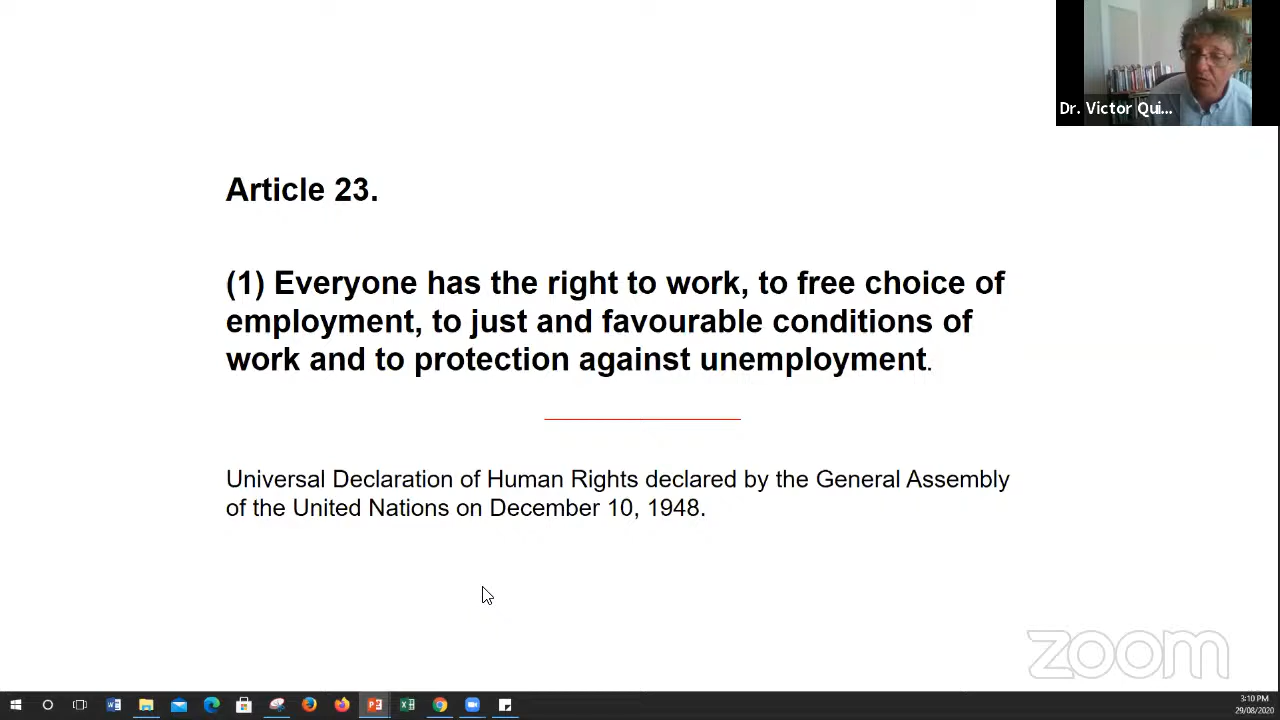 Dr. Victor Qui...
Article 23.
(1) Everyone has the right to work, to free choice of
employment, to just and favourable conditions of
work and to protection against unemployment.
Universal Declaration of Human Rights declared by the General Assembly
of the United Nations on December 10, 1948.
zoom
3:10 PM
29/08/2020